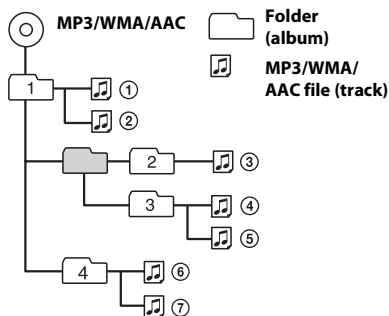 MP3/WMA/AAC
Folder
(album)
MP3/WMA/
AAC file (track)
1
①
②
2
③
3
④
⑤
4
⑥
⑦